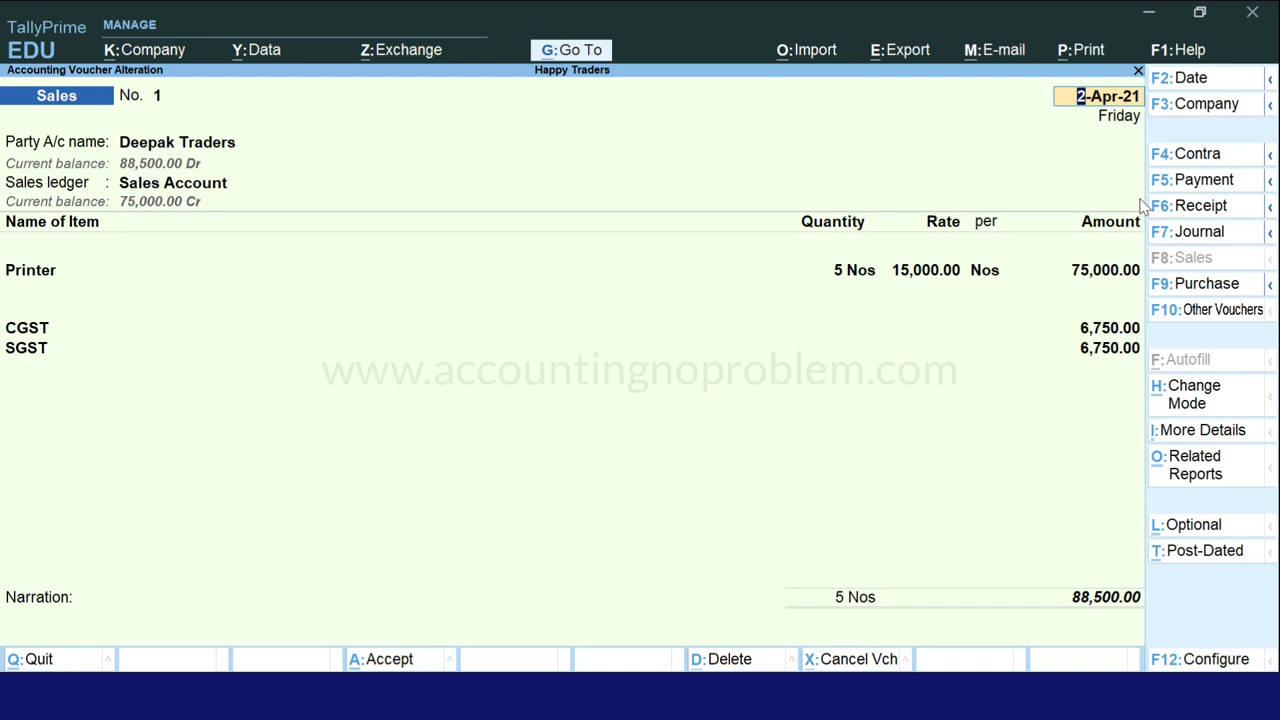 TallyPrime MANAGE
EDU K:Company Y:Data Z:Exchange G:Go To O:Import E:Export M:E-mail P:Print F1:Help
Accounting Voucher Alteration Happy Traders
Sales No. 1 2-Apr-21
Friday
Party A/c name: Deepak Traders
Current balance: 88,500.00 Dr
Sales ledger : Sales Account
Current balance: 75,000.00 Cr
Name of Item Quantity Rate per Amount
Printer 5 Nos 15,000.00 Nos 75,000.00
CGST 6,750.00
SGST 6,750.00
www.accountingnoproblem.com
Narration: 5 Nos 88,500.00
Q:Quit A:Accept D:Delete X:Cancel Vch F12:Configure
F2:Date
F3:Company
F4:Contra
F5:Payment
F6:Receipt
F7:Journal
F8:Sales
F9:Purchase
F10:Other Vouchers
F:Autofill
H:Change
Mode
I:More Details
O:Related
Reports
L:Optional
T:Post-Dated